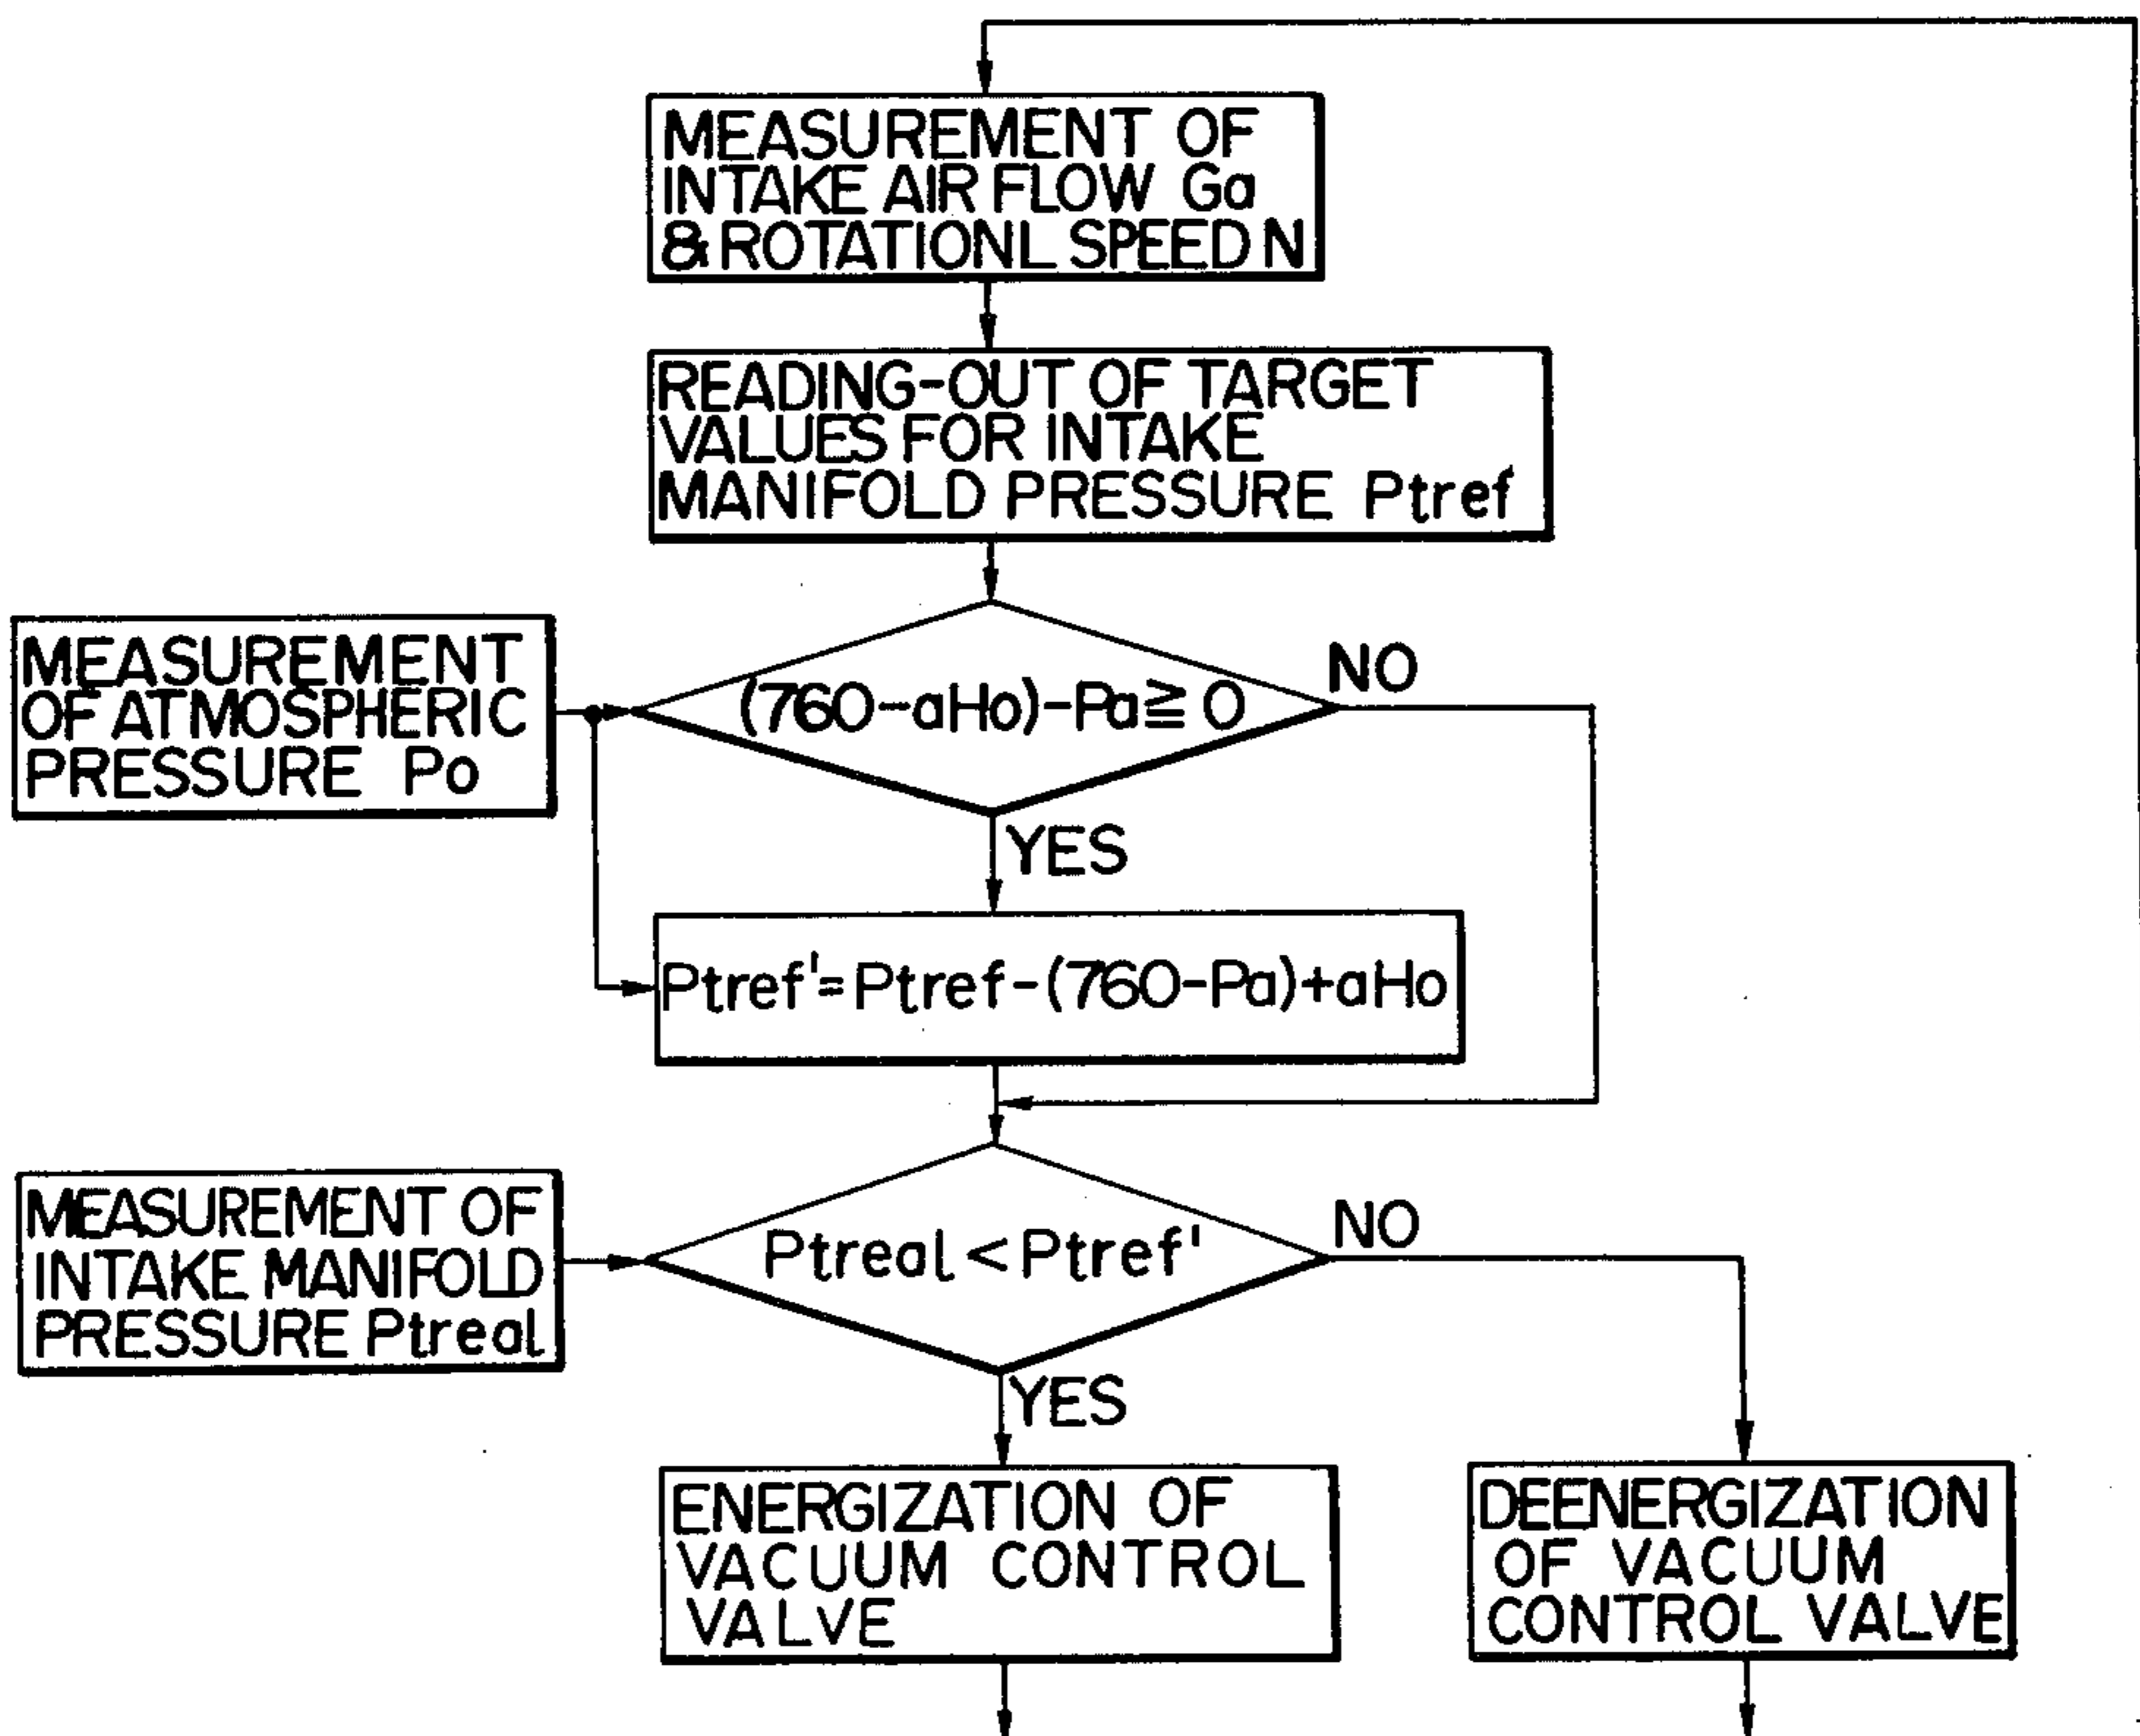 MEASUREMENT OF
INTAKE AIR FLOW Ga
& ROTATIONL SPEED N
READING-OUT OF TARGET
VALUES FOR INTAKE
MANIFOLD PRESSURE Ptref
MEASUREMENT
OF ATMOSPHERIC
PRESSURE Po
(760-aHo)-Pa≧0
NO
YES
Ptref'=Ptref-(760-Pa)+aHo
MEASUREMENT OF
INTAKE MANIFOLD
PRESSURE Ptreal
Ptreal<Ptref'
NO
YES
ENERGIZATION OF
VACUUM CONTROL
VALVE
DEENERGIZATION
OF VACUUM
CONTROL VALVE